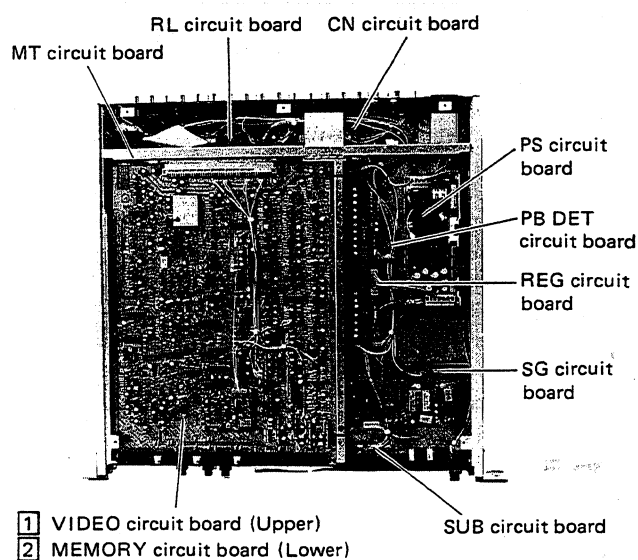 RL circuit board
CN circuit board
MT circuit board
PS circuit
board
PB DET
circuit board
REG circuit
board
SG circuit
board
SUB circuit board
1 VIDEO circuit board (Upper)
2 MEMORY circuit board (Lower)